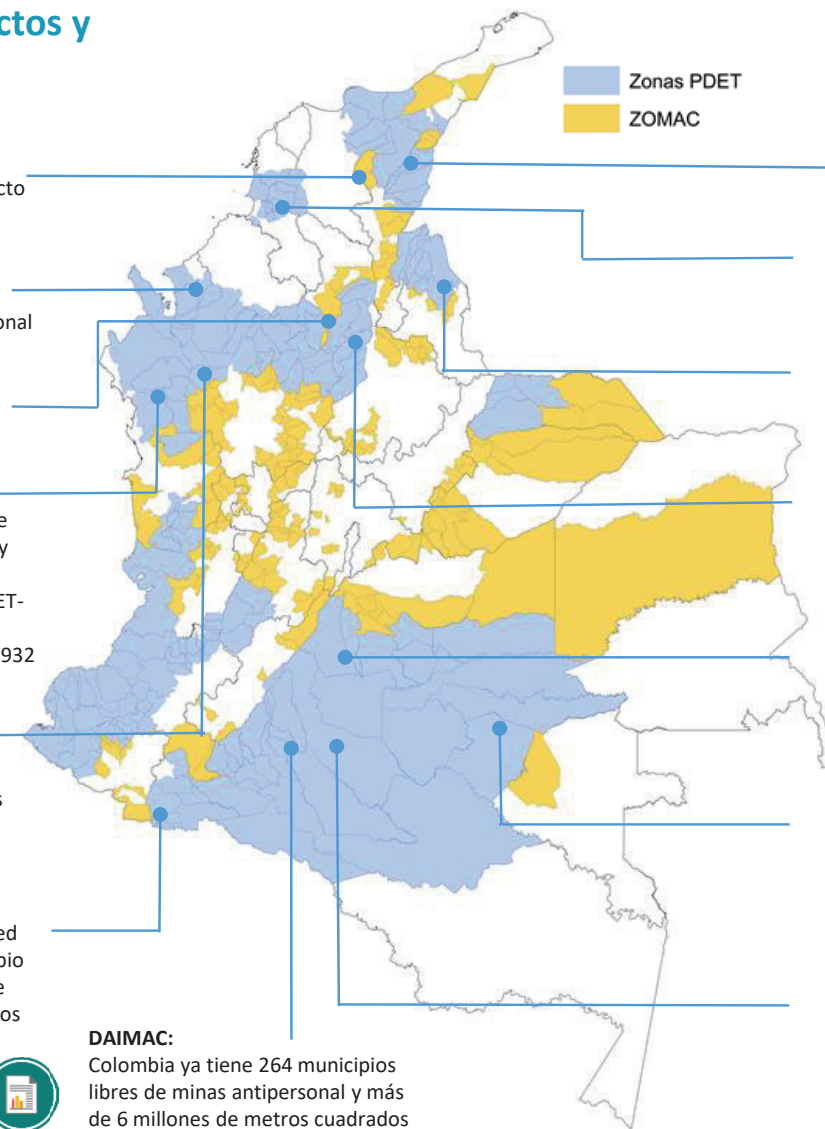 ctos y
Zonas PDET
ZOMAC
cto
onal
e
y
ET-
932
s
ed
pio
e
os
DAIMAC:
Colombia ya tiene 264 municipios
libres de minas antipersonal y más
de 6 millones de metros cuadrados